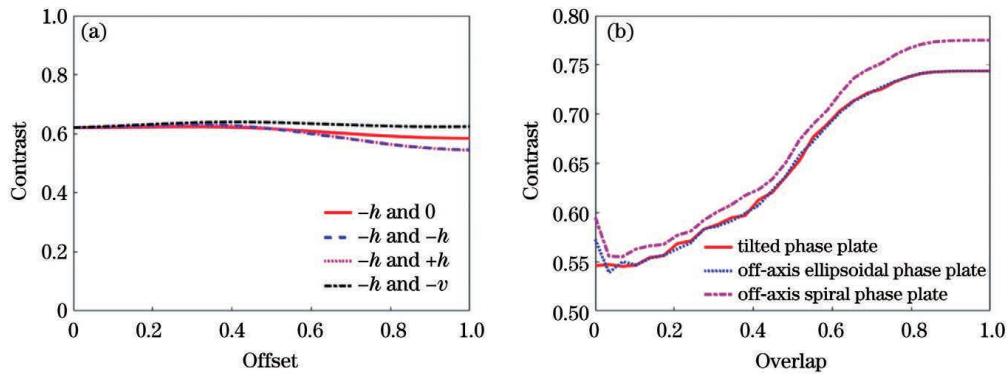 (a)
1.0
0.8
0.6
0.4
0.2
0
Contrast
–h and 0
–h and –h
–h and +h
–h and –v
0 0.2 0.4 0.6 0.8 1.0
Offset
(b)
0.80
0.75
0.70
0.65
0.60
0.55
0.50
Contrast
tilted phase plate
off-axis ellipsoidal phase plate
off-axis spiral phase plate
0 0.2 0.4 0.6 0.8 1.0
Overlap